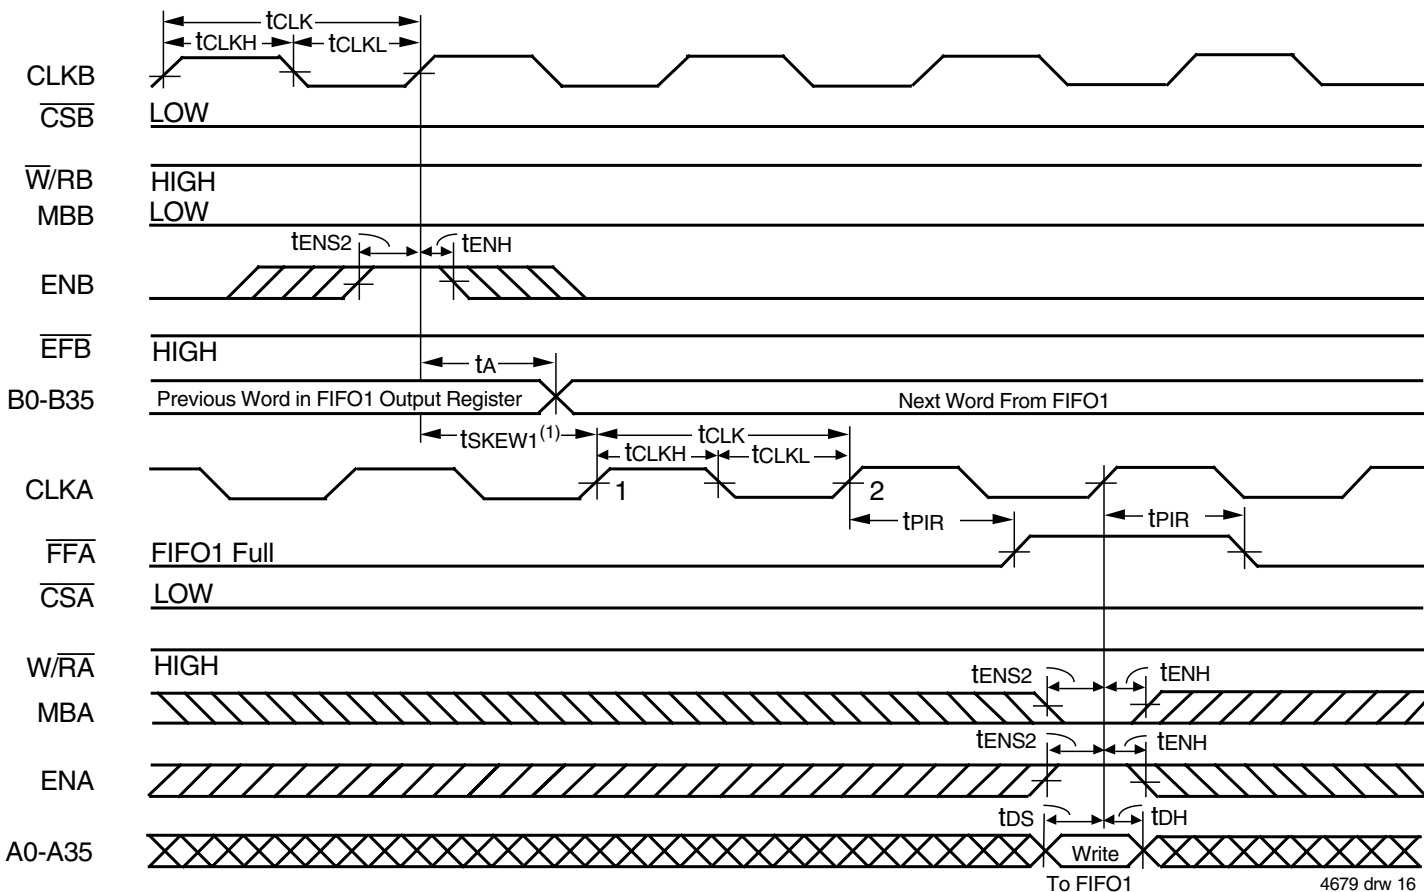 tCLK
tCLKH tCLKL
CLKB
CSB LOW
W/RB HIGH
MBB LOW
tENS2 tENH
ENB
EFB HIGH
tA
B0-B35 Previous Word in FIFO1 Output Register Next Word From FIFO1
tSKEW1(1) tCLK
tCLKH tCLKL
CLKA 1 2
tPIR tPIR
FFA FIFO1 Full
CSA LOW
W/RA HIGH
tENS2 tENH
MBA
tENS2 tENH
ENA
tDS tDH
A0-A35 Write
To FIFO1
4679 drw 16